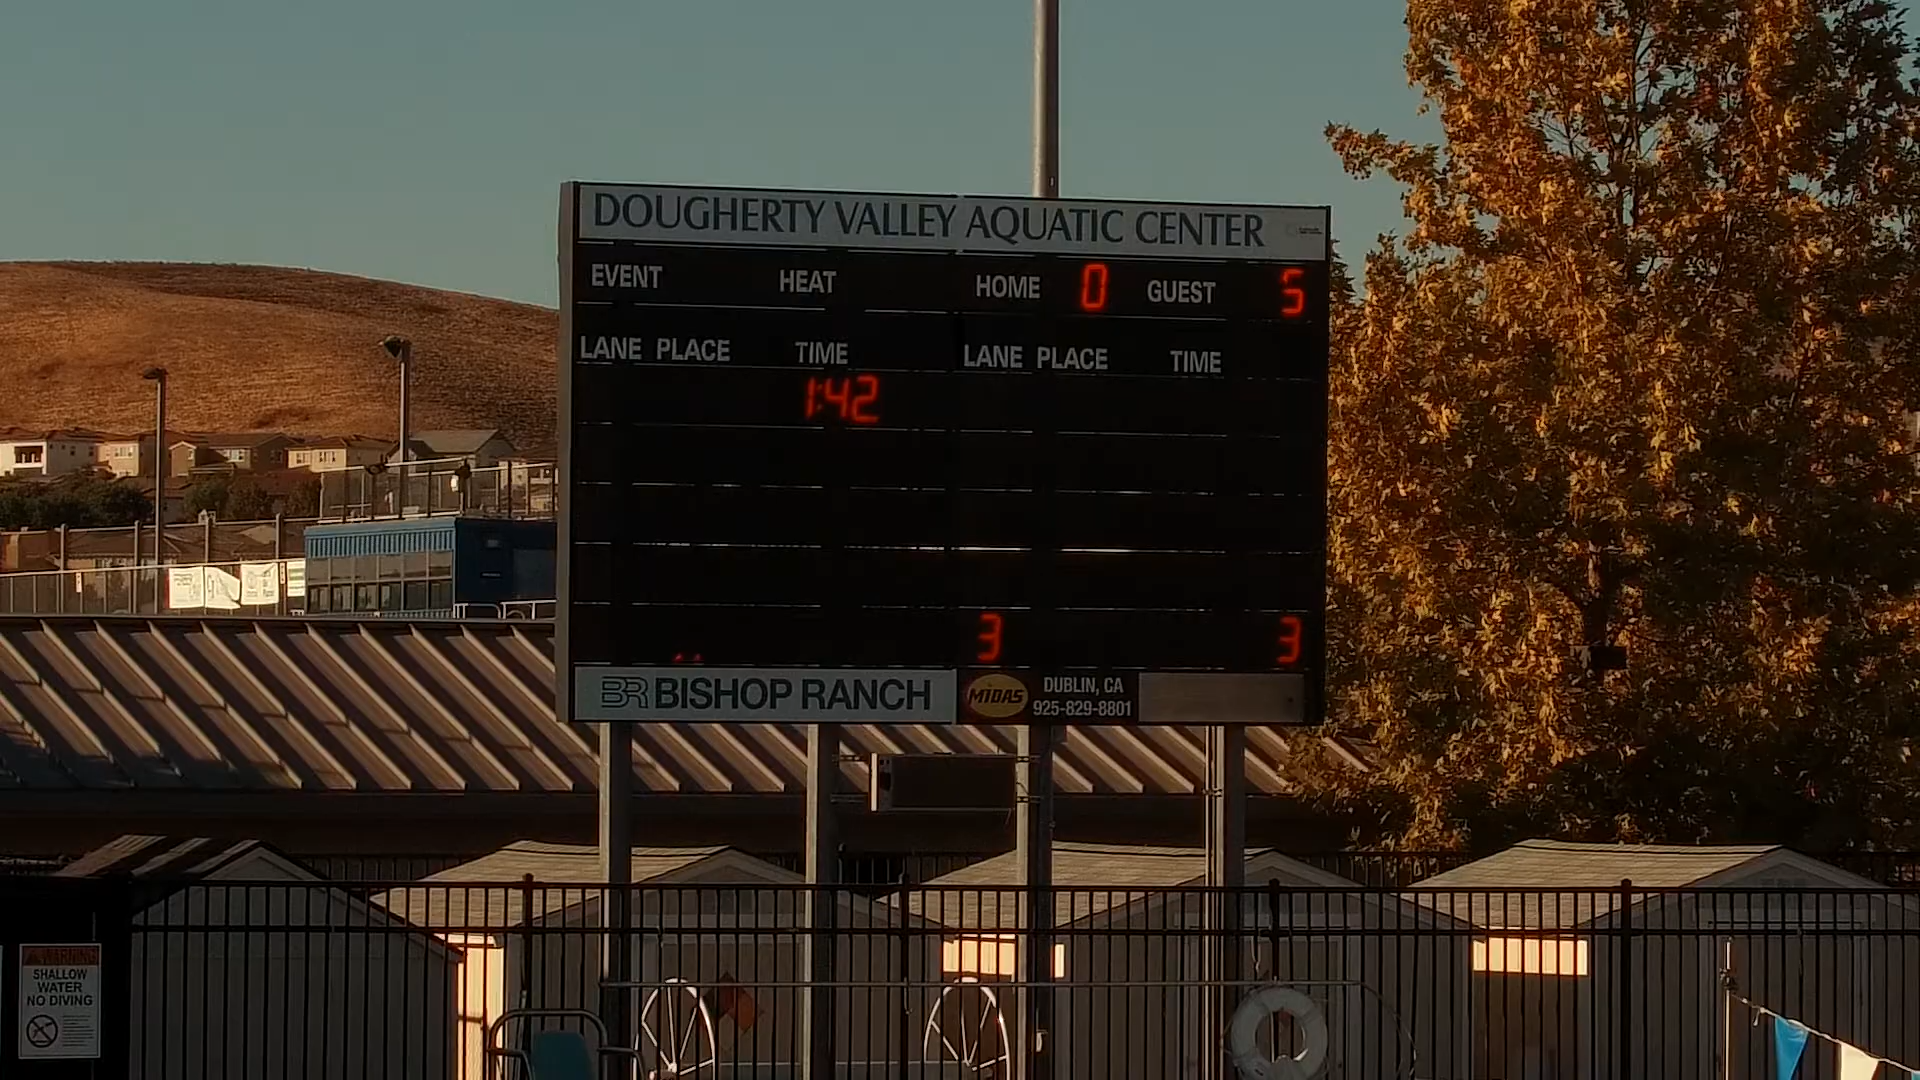 DOUGHERTY VALLEY AQUATIC CENTER
EVENT HEAT HOME 0 GUEST 5
LANE PLACE TIME LANE PLACE TIME
1:42
3 3
BR BISHOP RANCH
MIDAS
DUBLIN, CA
925-829-8801
WARNING
SHALLOW
WATER
NO DIVING